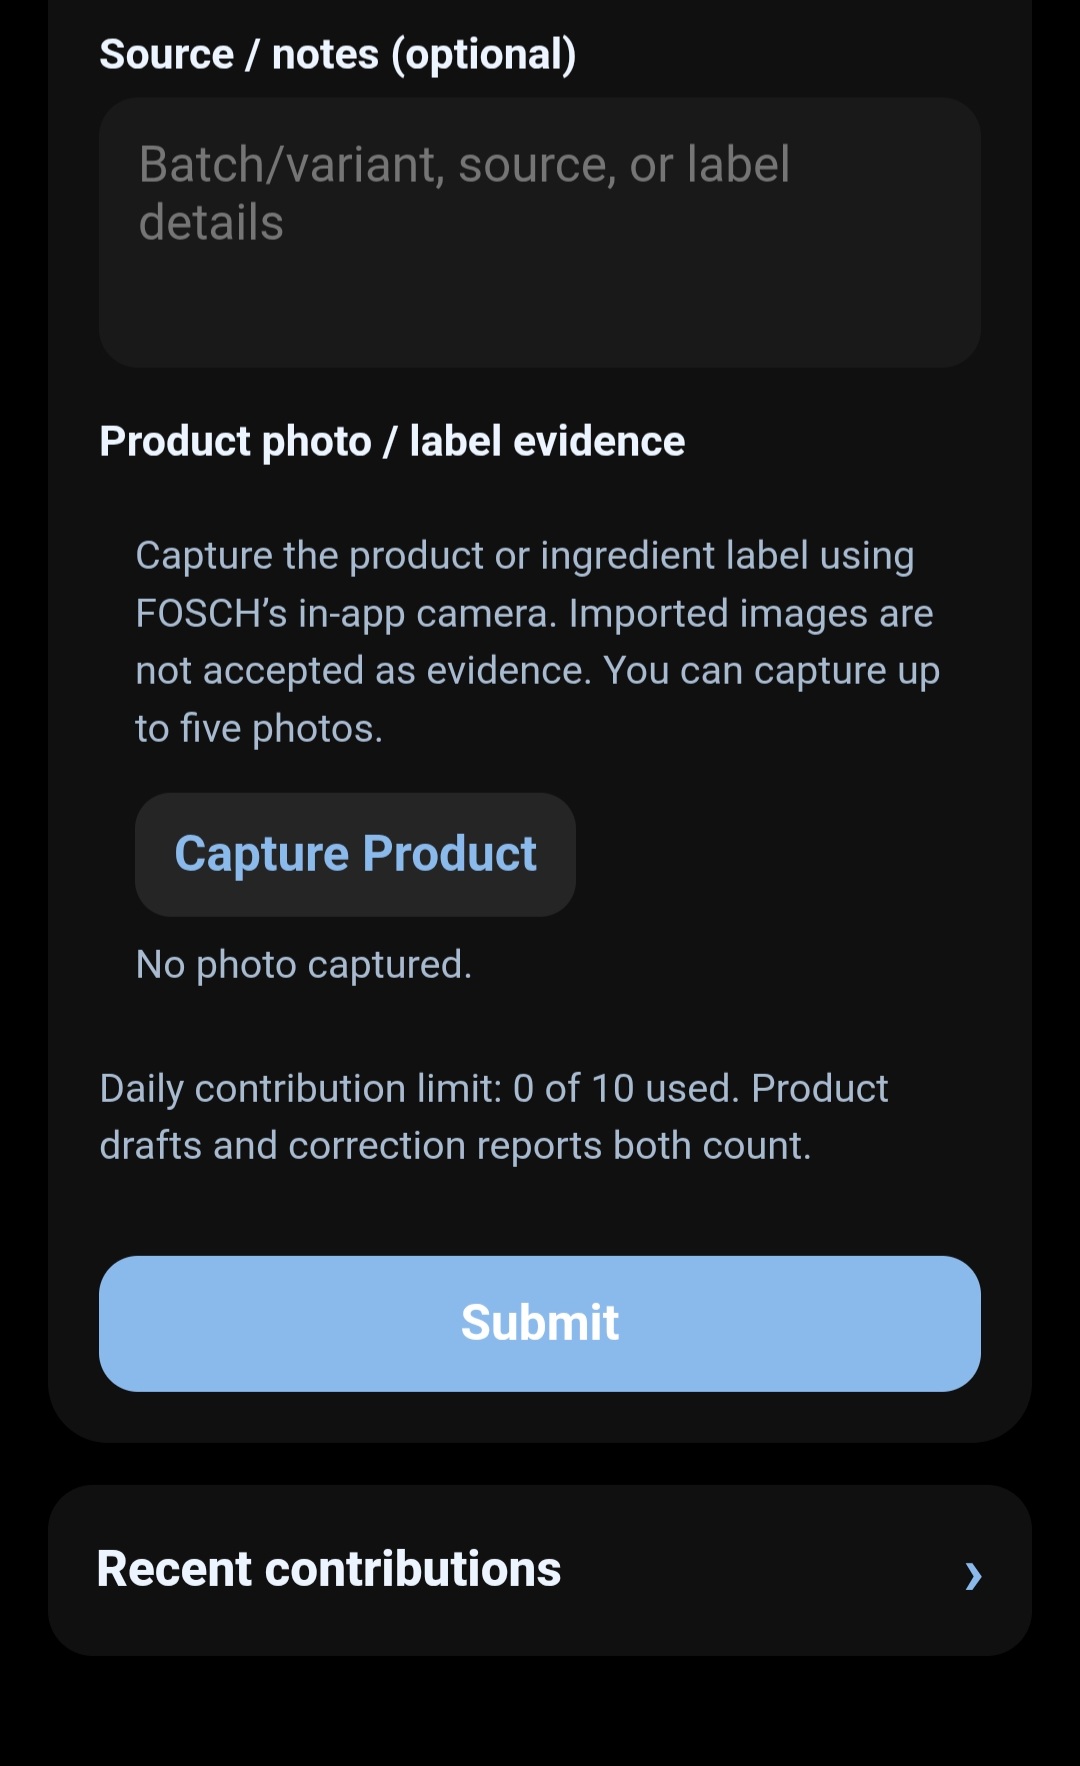 Source / notes (optional)
Batch/variant, source, or label
details
Product photo / label evidence
Capture the product or ingredient label using
FOSCH’s in-app camera. Imported images are
not accepted as evidence. You can capture up
to five photos.
Capture Product
No photo captured.
Daily contribution limit: 0 of 10 used. Product
drafts and correction reports both count.
Submit
Recent contributions ›